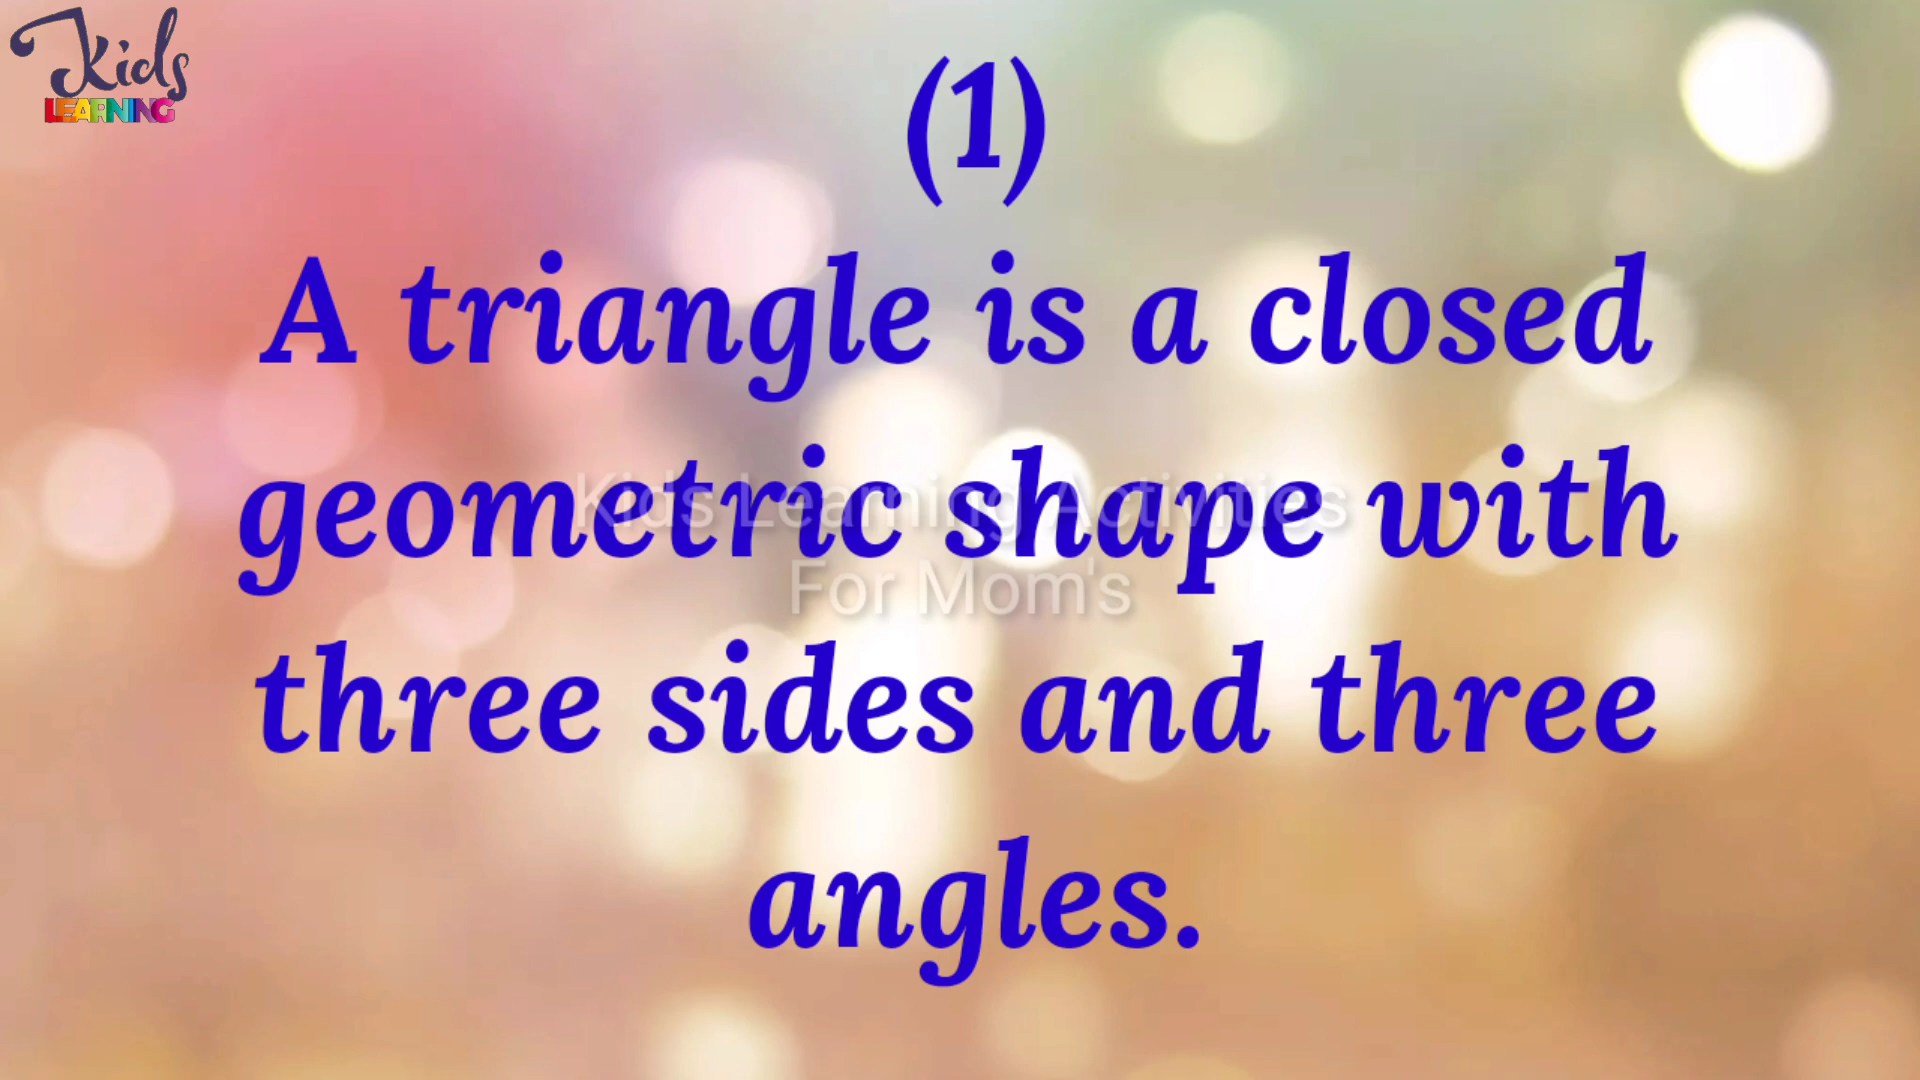 Kids
LEARNING
(1)
A triangle is a closed
geometric shape with
three sides and three
angles.
Kids Learning Activities
For Mom's